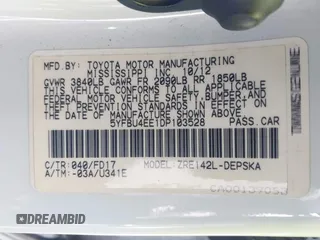 MFD. BY: TOYOTA MOTOR MANUFACTURING
MISSISSIPPI INC 10/12
GVWR 3840LB GAWR FR 2090LB RR 1850LB
THIS VEHICLE CONFORMS TO ALL APPLICABLE
FEDERAL MOTOR VEHICLE SAFETY, BUMPER, AND
THEFT PREVENTION STANDARDS IN EFFECT ON
THE DATE OF MANUFACTURE SHOWN ABOVE.
5YFBU4EE1DP103528 PASS.CAR
C/TR:040/FD17 MODEL ZRE142L-DEPSKA
A/TM:-03A/U341E
DREAMBID